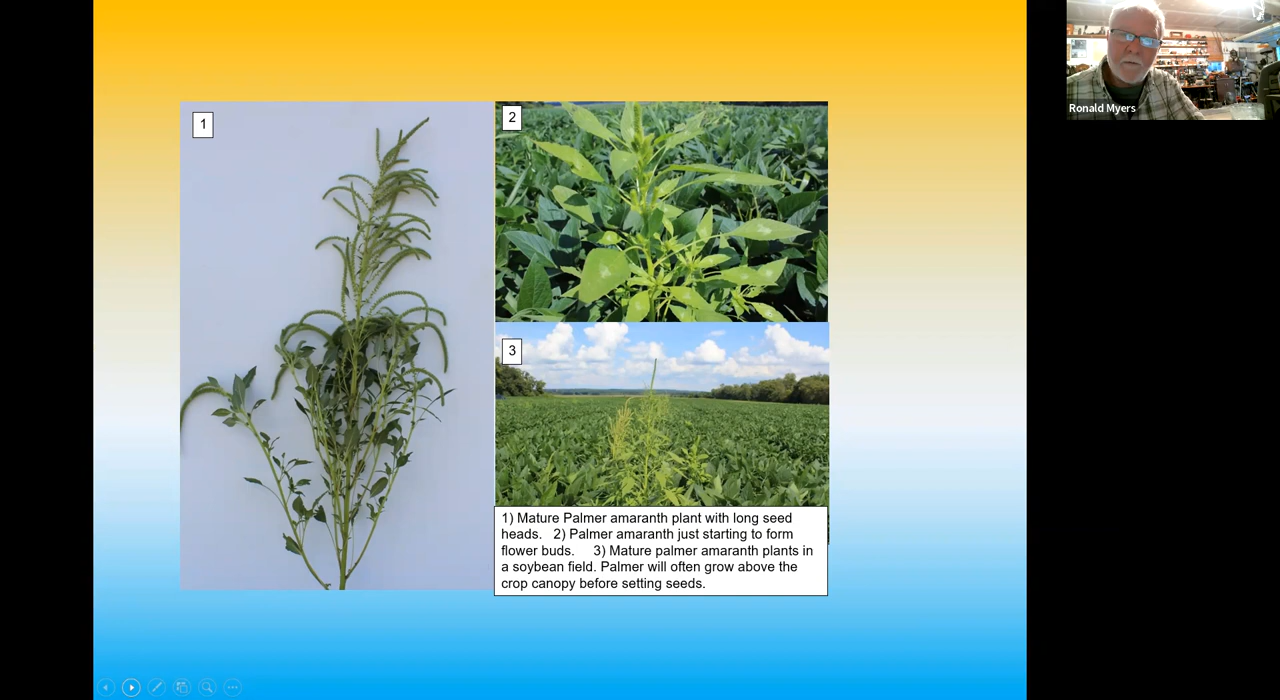 1
2
3
1) Mature Palmer amaranth plant with long seed
heads.   2) Palmer amaranth just starting to form
flower buds.     3) Mature palmer amaranth plants in
a soybean field. Palmer will often grow above the
crop canopy before setting seeds.
Ronald Myers